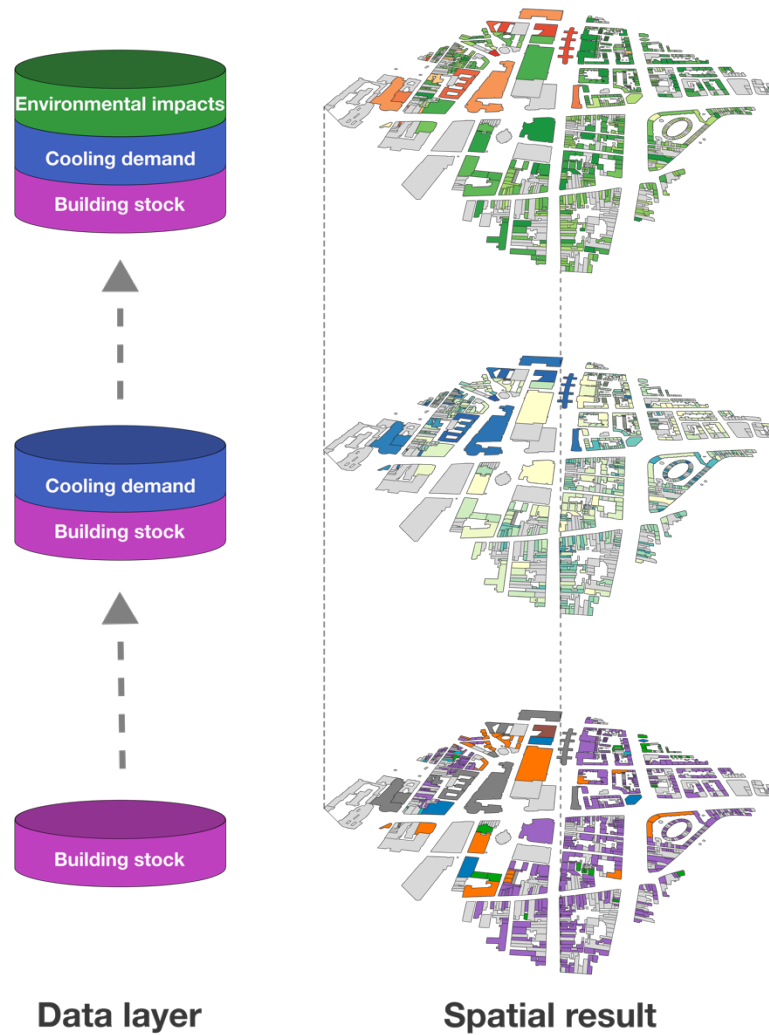 Environmental impacts
Cooling demand
Building stock
Cooling demand
Building stock
Building stock
Data layer
Spatial result